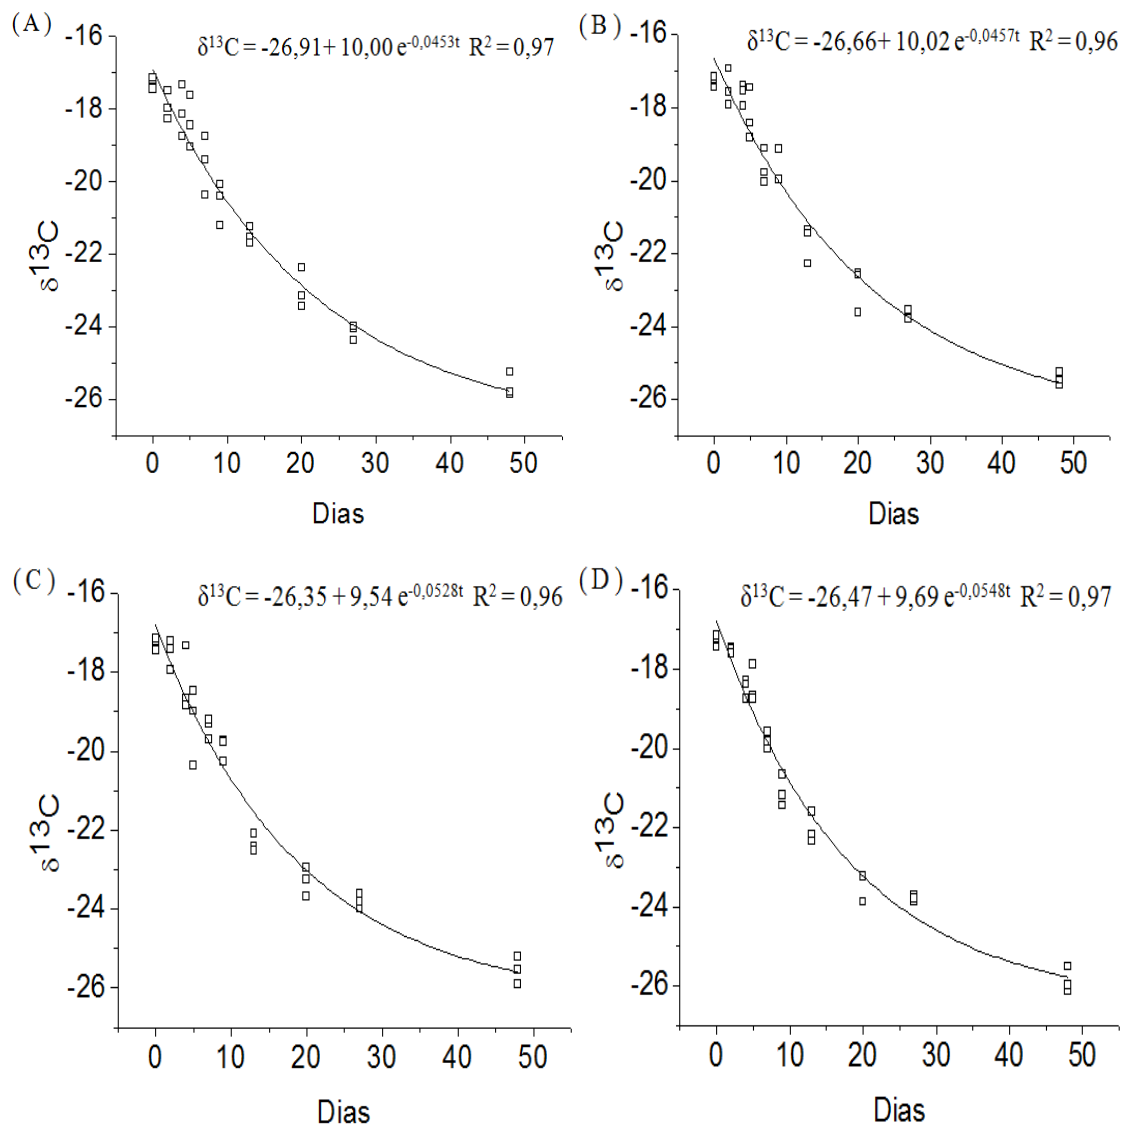 (A)
δ¹³C = -26,91+ 10,00 e⁻⁰,⁰⁴⁵³ᵗ R² = 0,97
-16
-18
-20
-22
-24
-26
δ13C
0 10 20 30 40 50
Dias
(B)
δ¹³C = -26,66+ 10,02 e⁻⁰,⁰⁴⁵⁷ᵗ R² = 0,96
-16
-18
-20
-22
-24
-26
δ13C
0 10 20 30 40 50
Dias
(C)
δ¹³C = -26,35 + 9,54 e⁻⁰,⁰⁵²⁸ᵗ R² = 0,96
-16
-18
-20
-22
-24
-26
δ13C
0 10 20 30 40 50
Dias
(D)
δ¹³C = -26,47 + 9,69 e⁻⁰,⁰⁵⁴⁸ᵗ R² = 0,97
-16
-18
-20
-22
-24
-26
δ13C
0 10 20 30 40 50
Dias